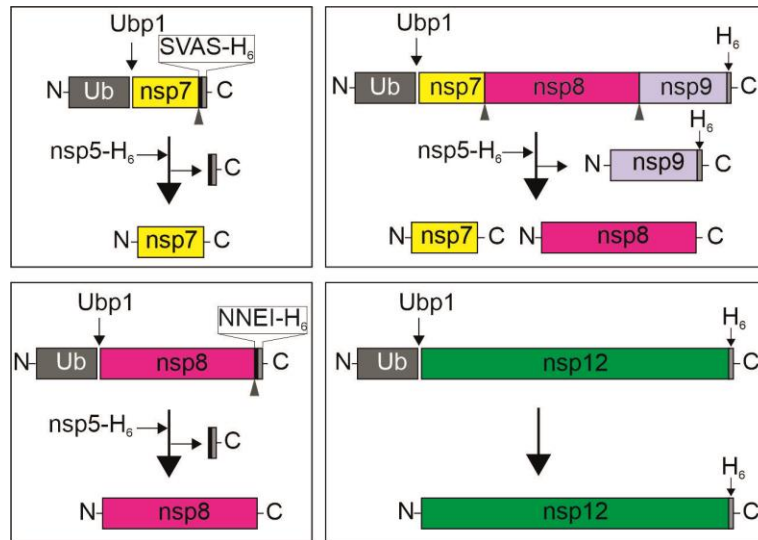 Ubp1
SVAS-H₆
N- Ub nsp7 -C
nsp5-H₆
-C
N- nsp7 -C
Ubp1
H₆
N- Ub nsp7 nsp8 nsp9 -C
H₆
nsp5-H₆
N- nsp9 -C
N- nsp7 -C N- nsp8 -C
Ubp1
NNEI-H₆
N- Ub nsp8 -C
nsp5-H₆
-C
N- nsp8 -C
Ubp1
H₆
N- Ub nsp12 -C
H₆
N- nsp12 -C